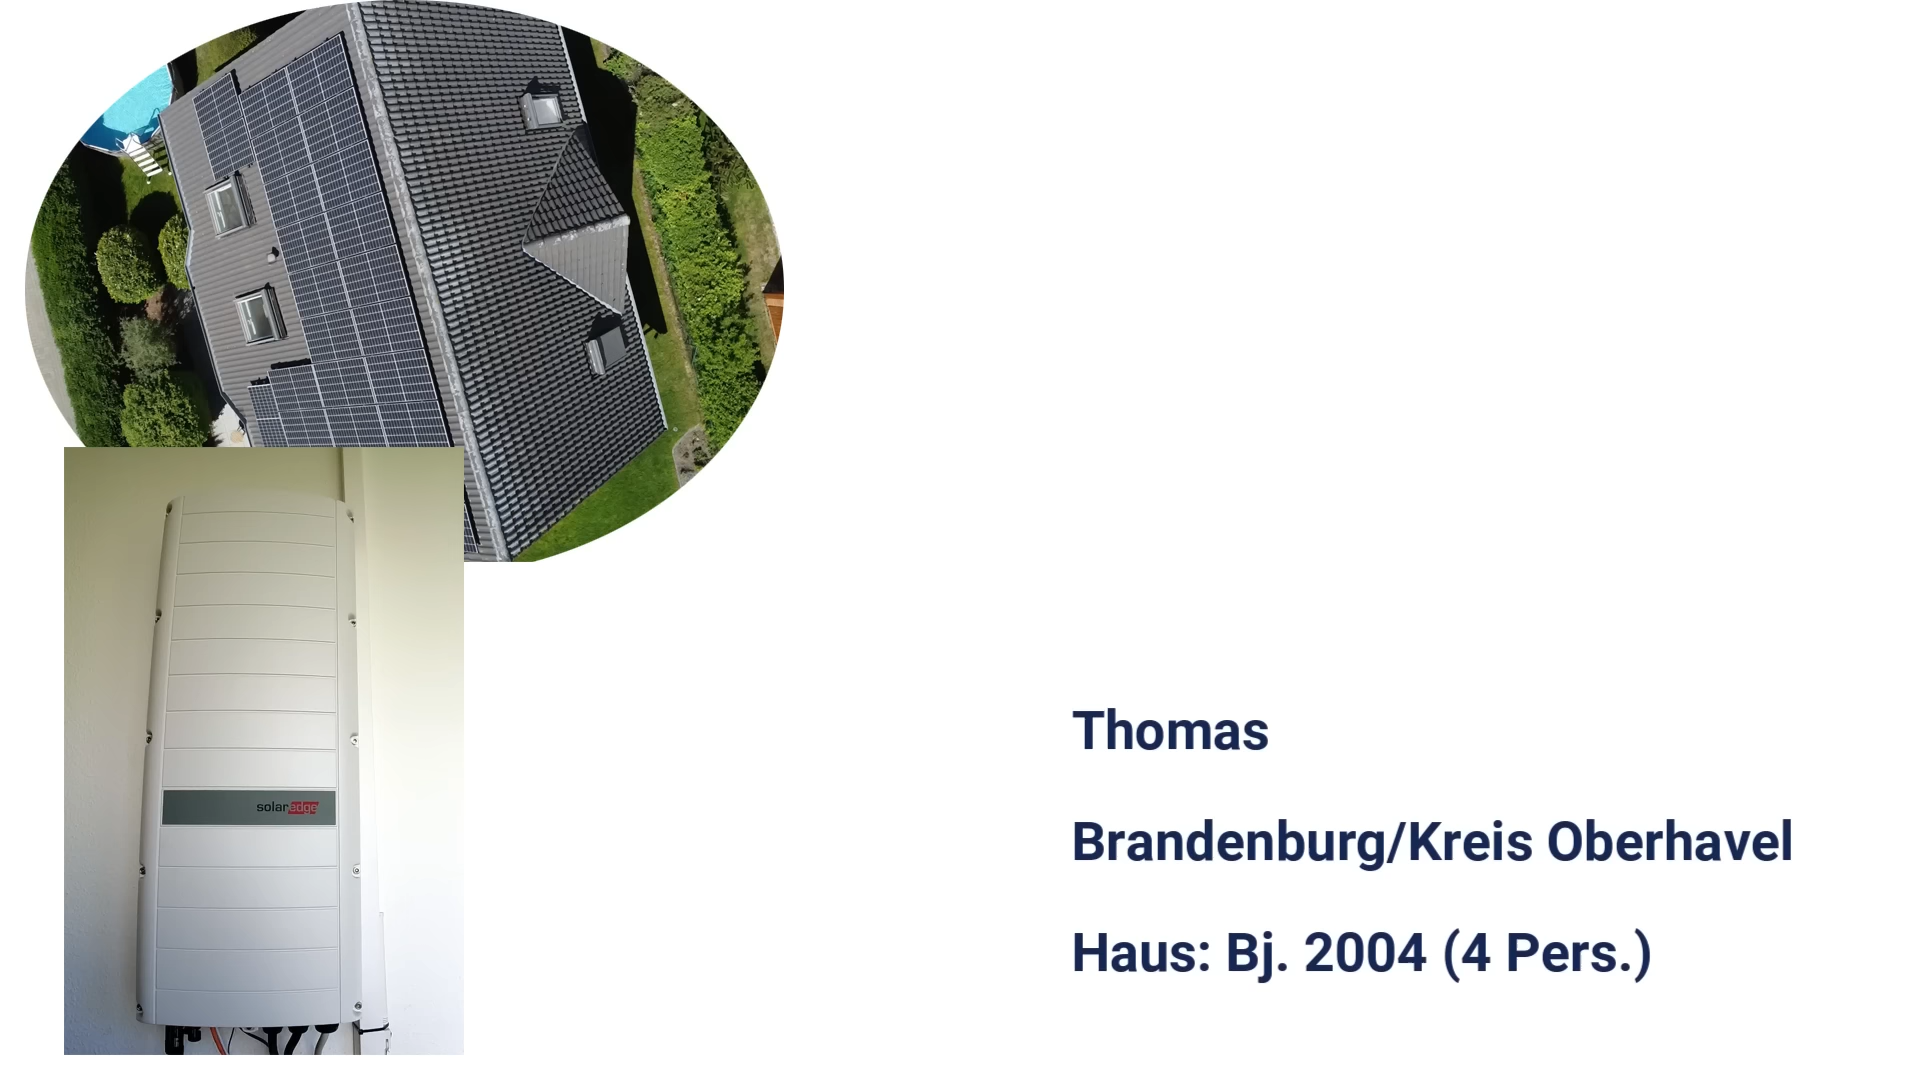 solaredge
Thomas
Brandenburg/Kreis Oberhavel
Haus: Bj. 2004 (4 Pers.)